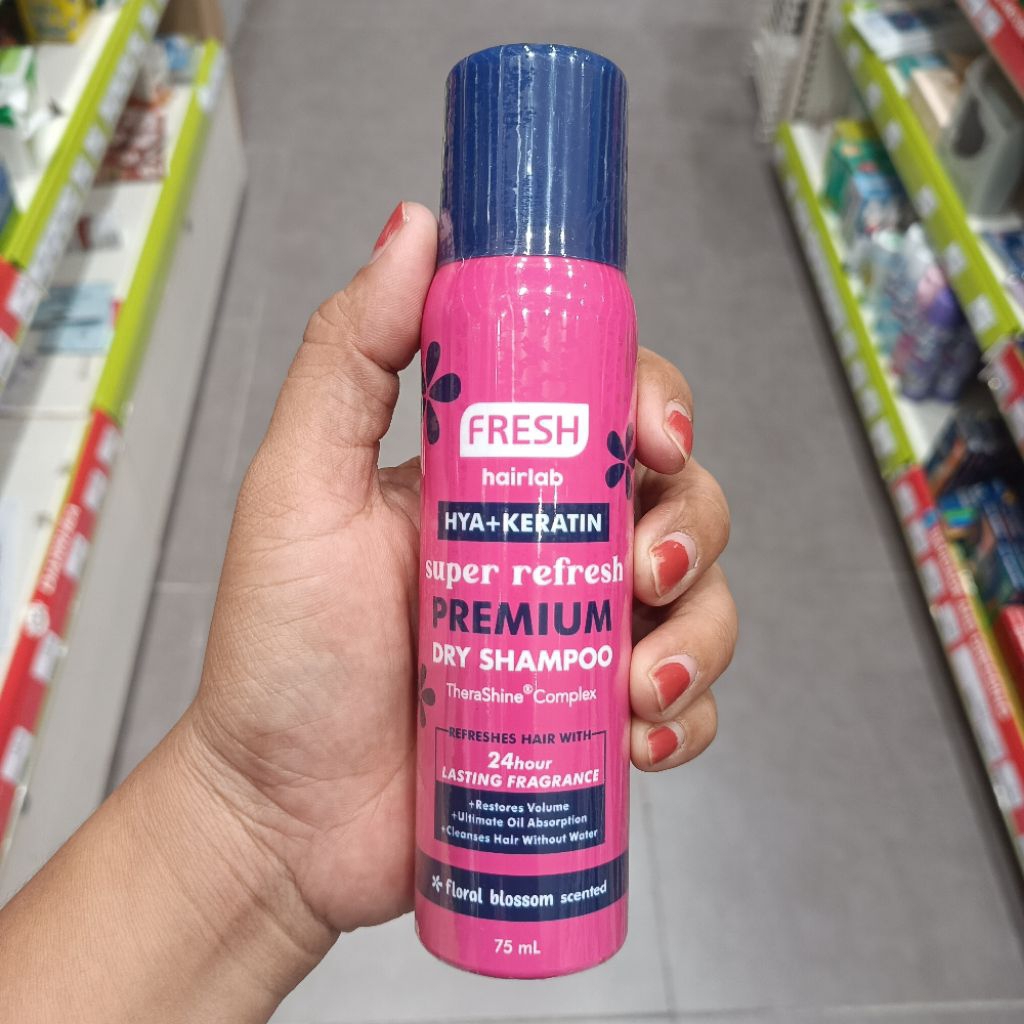 FRESH
hairlab
HYA+KERATIN
super refresh
PREMIUM
DRY SHAMPOO
TheraShine® Complex
REFRESHES HAIR WITH
24hour
LASTING FRAGRANCE
+Restores Volume
+Ultimate Oil Absorption
+Cleanses Hair Without Water
floral blossom scented
75 mL